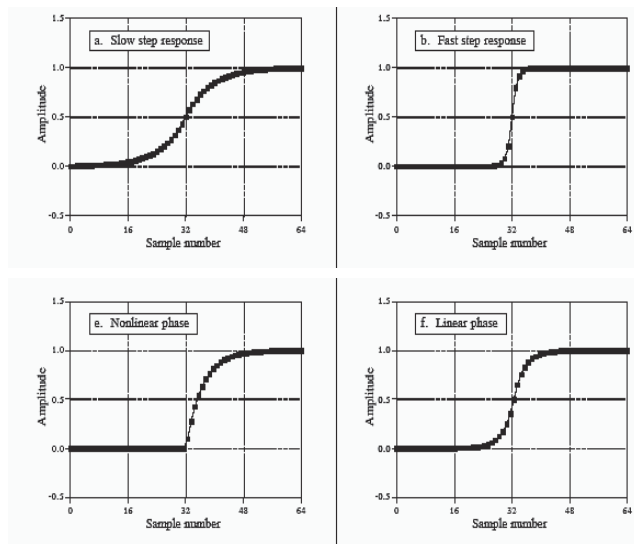 a. Slow step response
1.5
1.0
0.5
0.0
-0.5
Amplitude
0 16 32 48 64
Sample number
b. Fast step response
1.5
1.0
0.5
0.0
-0.5
Amplitude
0 16 32 48 64
Sample number
e. Nonlinear phase
1.5
1.0
0.5
0.0
-0.5
Amplitude
0 16 32 48 64
Sample number
f. Linear phase
1.5
1.0
0.5
0.0
-0.5
Amplitude
0 16 32 48 64
Sample number